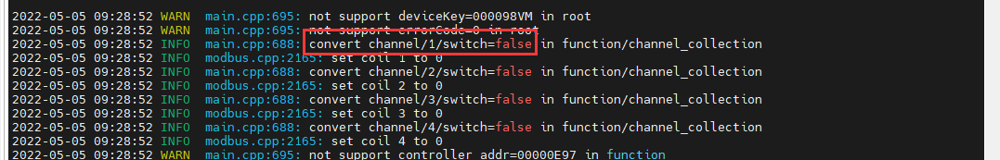 2022-05-05 09:28:52 WARN main.cpp:695: not support deviceKey=000098VM in root
2022-05-05 09:28:52 WARN main.cpp:695: not support errorCode=0 in root
2022-05-05 09:28:52 INFO main.cpp:688: convert channel/1/switch=false in function/channel_collection
2022-05-05 09:28:52 INFO modbus.cpp:2165: set coil 1 to 0
2022-05-05 09:28:52 INFO main.cpp:688: convert channel/2/switch=false in function/channel_collection
2022-05-05 09:28:52 INFO modbus.cpp:2165: set coil 2 to 0
2022-05-05 09:28:52 INFO main.cpp:688: convert channel/3/switch=false in function/channel_collection
2022-05-05 09:28:52 INFO modbus.cpp:2165: set coil 3 to 0
2022-05-05 09:28:52 INFO main.cpp:688: convert channel/4/switch=false in function/channel_collection
2022-05-05 09:28:52 INFO modbus.cpp:2165: set coil 4 to 0
2022-05-05 09:28:52 WARN main.cpp:695: not support controller_addr=00000E97 in function